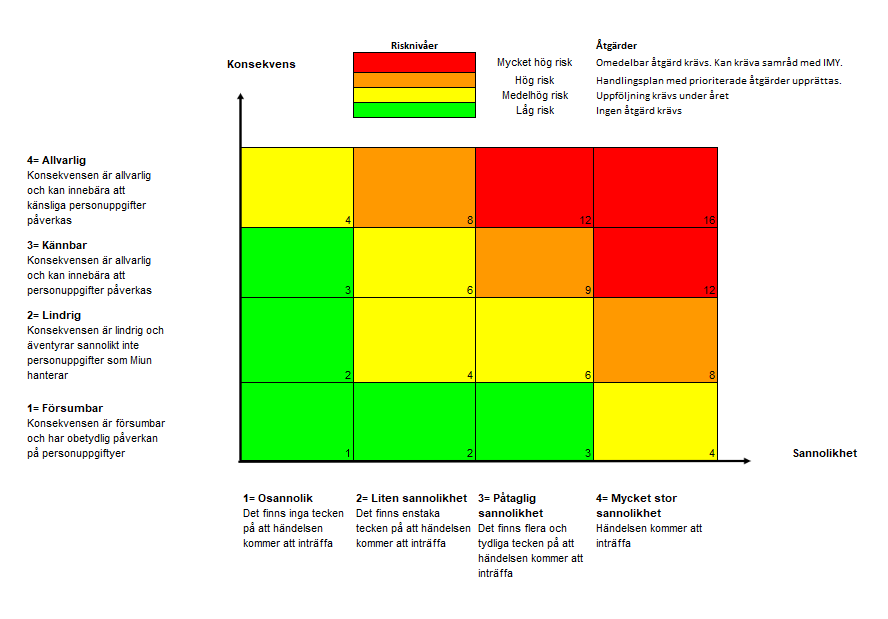 Risknivåer
Åtgärder
Konsekvens
Mycket hög risk
Omedelbar åtgärd krävs. Kan kräva samråd med IMY.
Hög risk
Handlingsplan med prioriterade åtgärder upprättas.
Medelhög risk
Uppföljning krävs under året
Låg risk
Ingen åtgärd krävs
4= Allvarlig
Konsekvensen är allvarlig
och kan innebära att
känsliga personuppgifter
påverkas
4
8
12
16
3= Kännbar
Konsekvensen är allvarlig
och kan innebära att
personuppgifter påverkas
3
6
9
12
2= Lindrig
Konsekvensen är lindrig och
äventyrar sannolikt inte
personuppgifter som Miun
hanterar
2
4
6
8
1= Försumbar
Konsekvensen är försumbar
och har obetydlig påverkan
på personuppgiftyer
1
2
3
4
Sannolikhet
1= Osannolik
Det finns inga tecken
på att händelsen
kommer att inträffa
2= Liten sannolikhet
Det finns enstaka
tecken på att händelsen
kommer att inträffa
3= Påtaglig
sannolikhet
Det finns flera och
tydliga tecken på att
händelsen kommer att
inträffa
4= Mycket stor
sannolikhet
Händelsen kommer att
inträffa